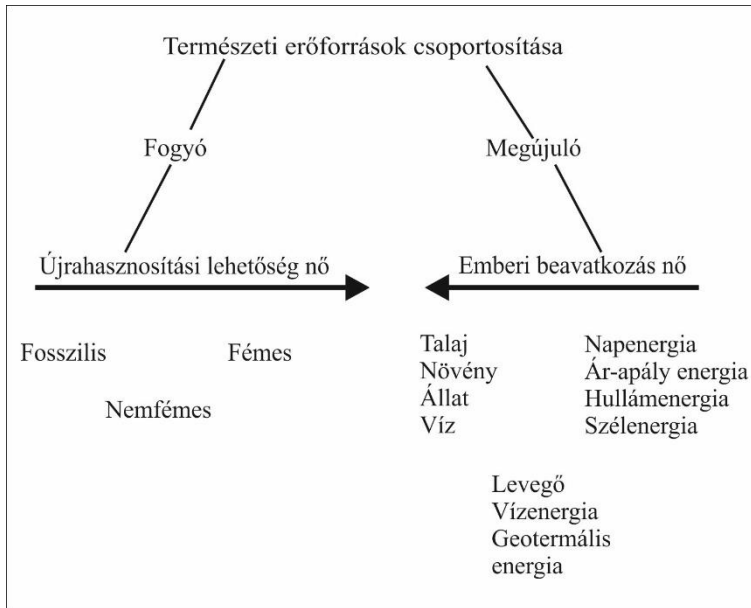 Természeti erőforrások csoportosítása
Fogyó
Megújuló
Újrahasznosítási lehetőség nő
Emberi beavatkozás nő
Fosszilis
Fémes
Nemfémes
Talaj
Növény
Állat
Víz
Napenergia
Ár-apály energia
Hullámenergia
Szélenergia
Levegő
Vízenergia
Geotermális
energia